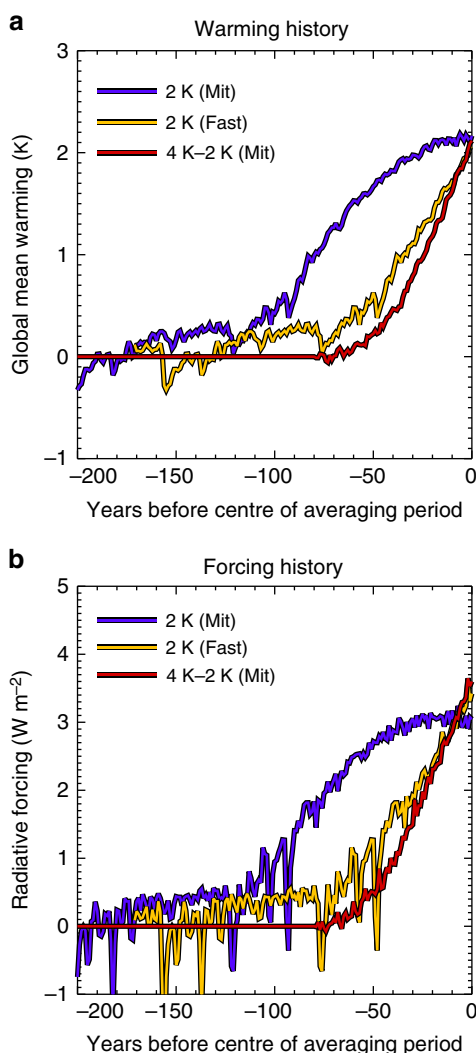 a
Warming history
3
2
1
0
−1
Global mean warming (K)
2 K (Mit)
2 K (Fast)
4 K–2 K (Mit)
−200 −150 −100 −50 0
Years before centre of averaging period
b
Forcing history
5
4
3
2
1
0
−1
Radiative forcing (W m−2)
2 K (Mit)
2 K (Fast)
4 K–2 K (Mit)
−200 −150 −100 −50 0
Years before centre of averaging period